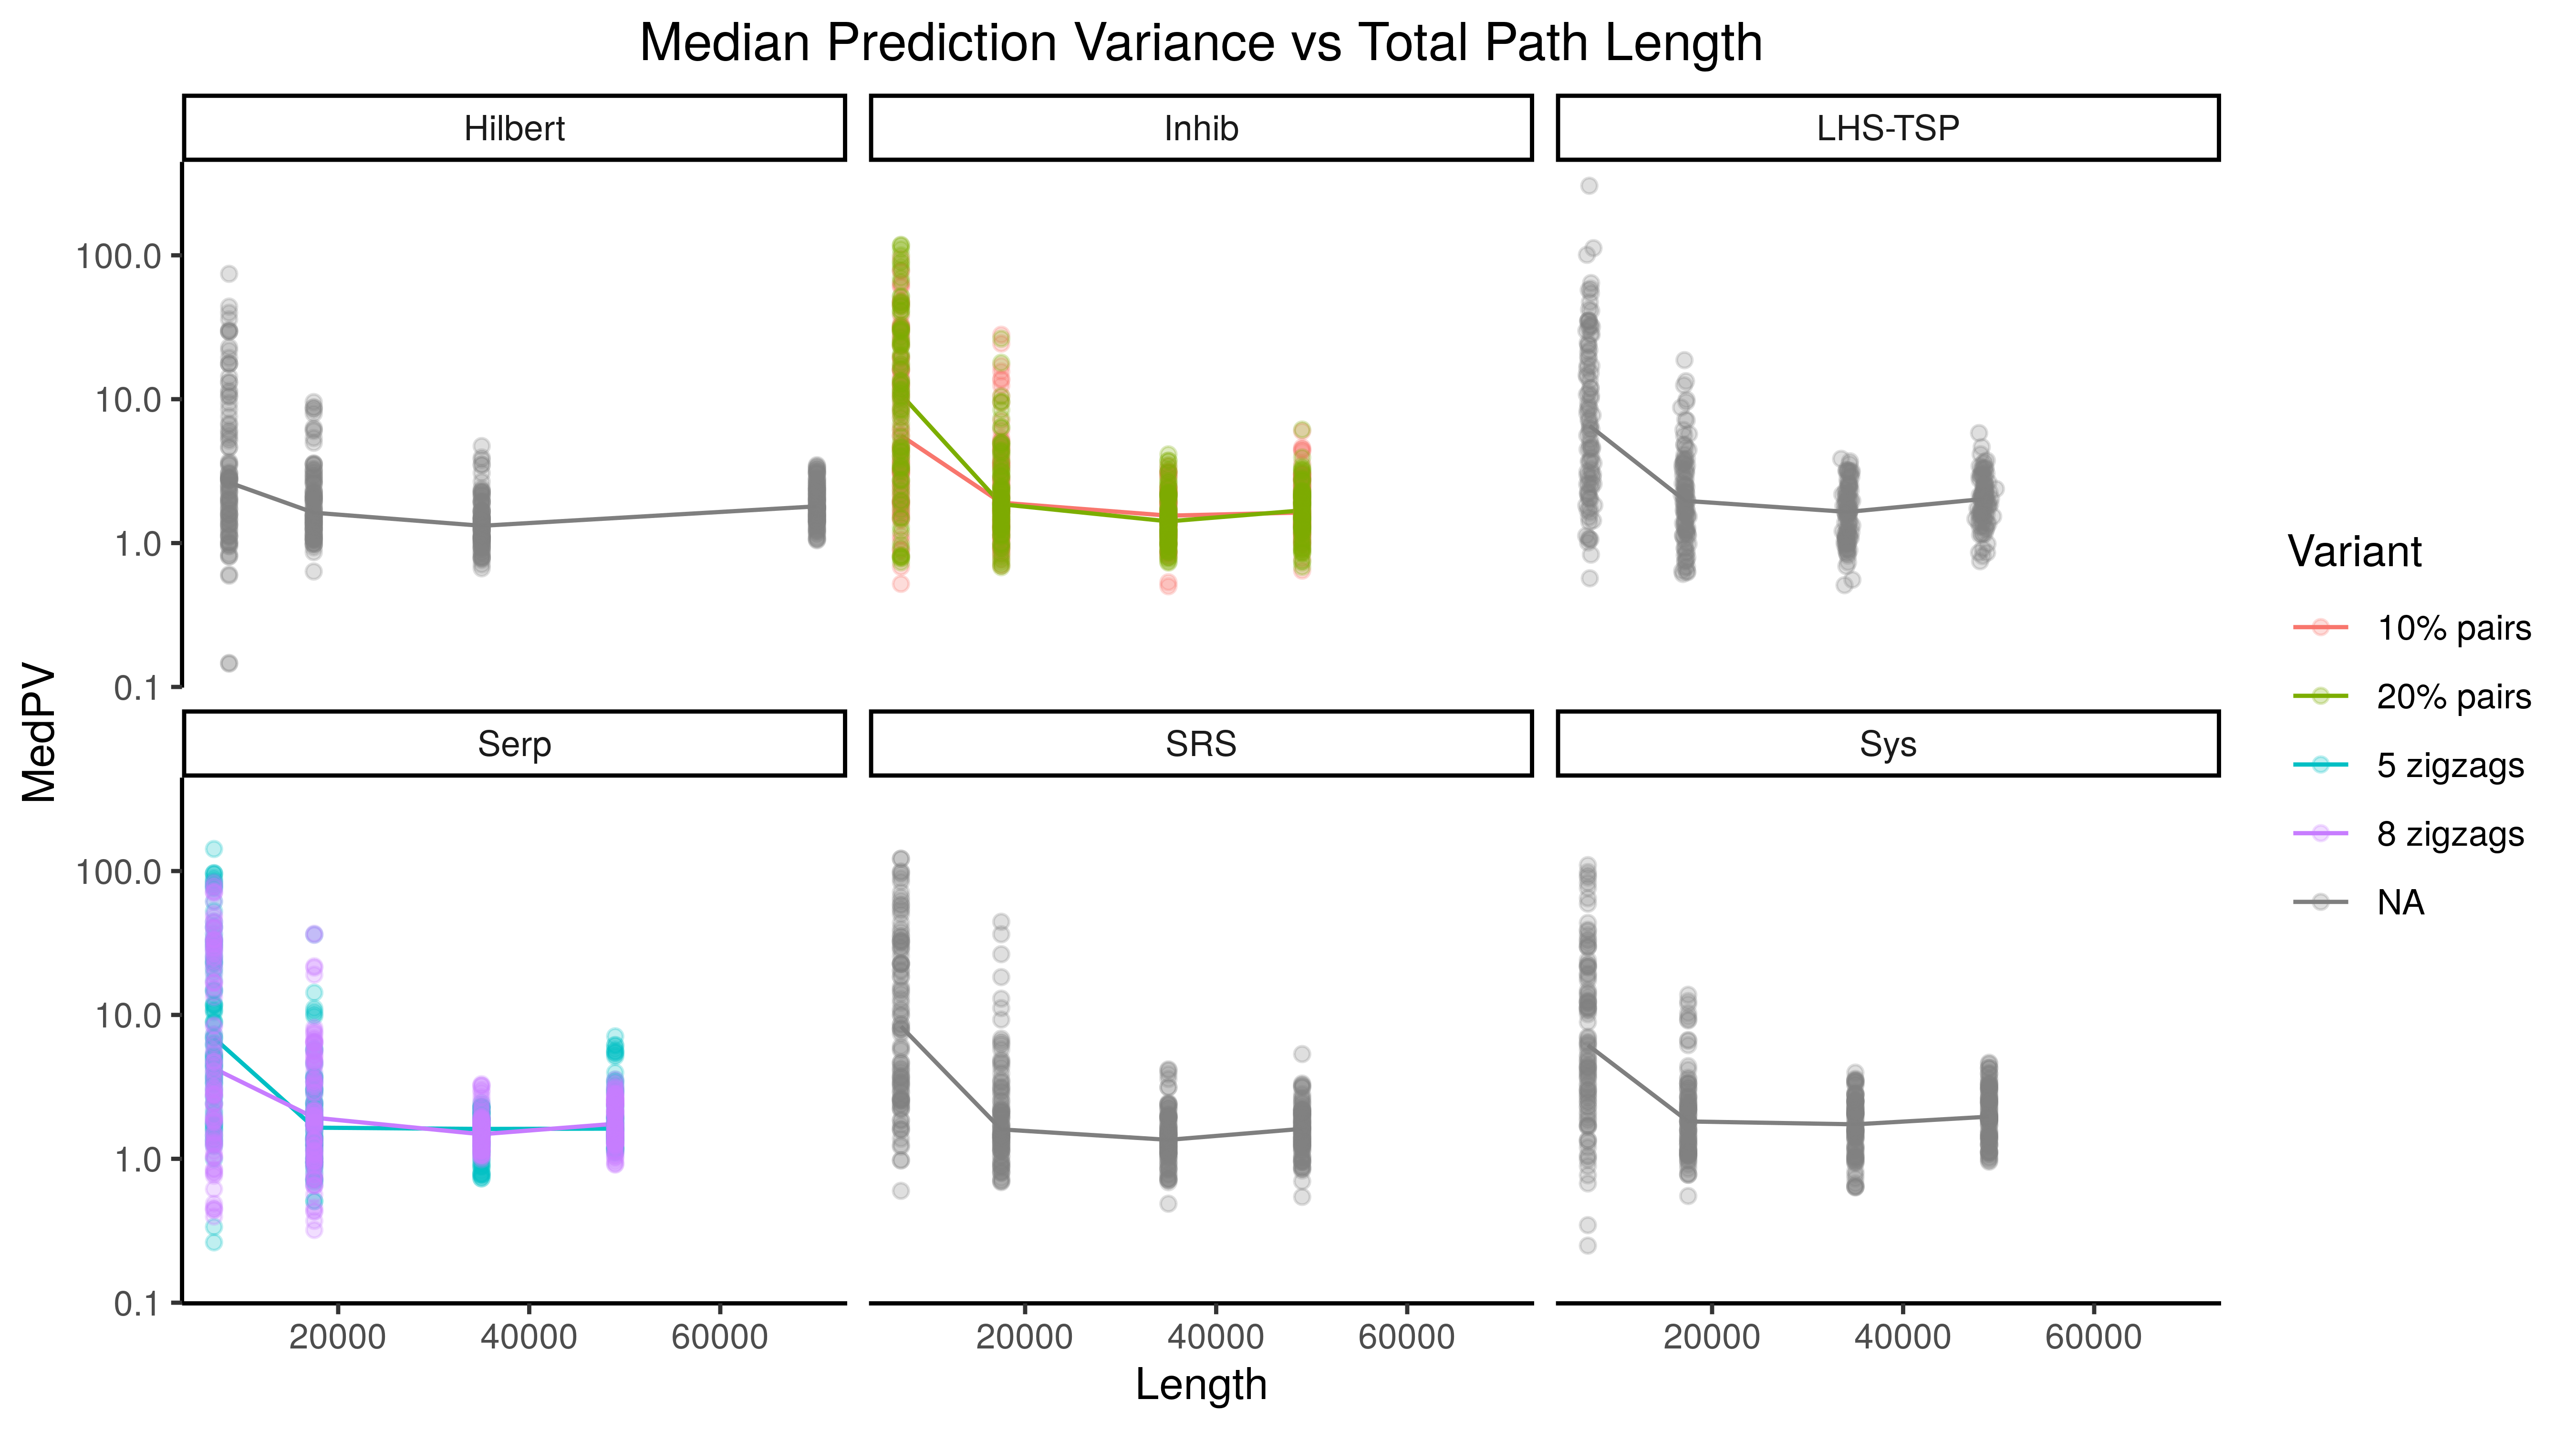 Median Prediction Variance vs Total Path Length
Hilbert
Inhib
LHS-TSP
100.0
10.0
1.0
0.1
Serp
SRS
Sys
100.0
10.0
1.0
0.1
20000 40000 60000
20000 40000 60000
20000 40000 60000
Length
MedPV
Variant
10% pairs
20% pairs
5 zigzags
8 zigzags
NA